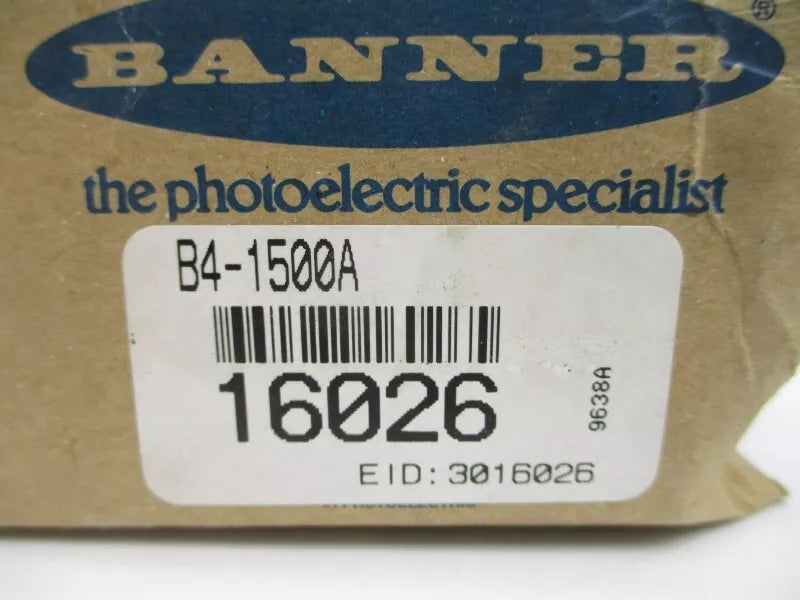 BANNER®
the photoelectric specialist
B4-1500A
16026
9638A
EID: 3016026